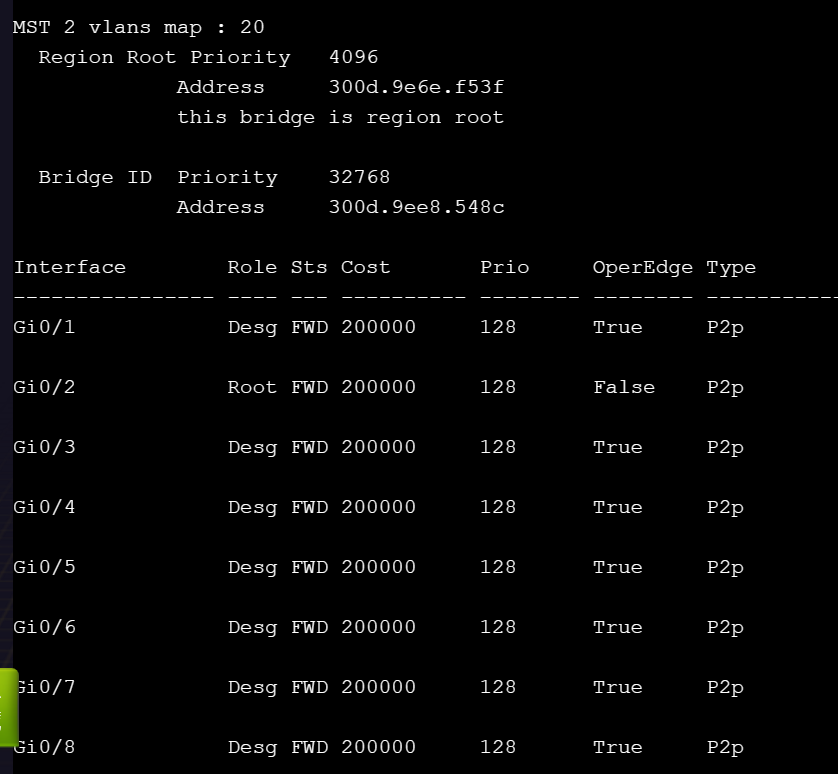 MST 2 vlans map : 20
Region Root Priority 4096
Address 300d.9e6e.f53f
this bridge is region root
Bridge ID Priority 32768
Address 300d.9ee8.548c
Interface Role Sts Cost Prio OperEdge Type
---------------- ---- --- ---------- -------- -------- -----------
Gi0/1 Desg FWD 200000 128 True P2p
Gi0/2 Root FWD 200000 128 False P2p
Gi0/3 Desg FWD 200000 128 True P2p
Gi0/4 Desg FWD 200000 128 True P2p
Gi0/5 Desg FWD 200000 128 True P2p
Gi0/6 Desg FWD 200000 128 True P2p
Gi0/7 Desg FWD 200000 128 True P2p
Gi0/8 Desg FWD 200000 128 True P2p